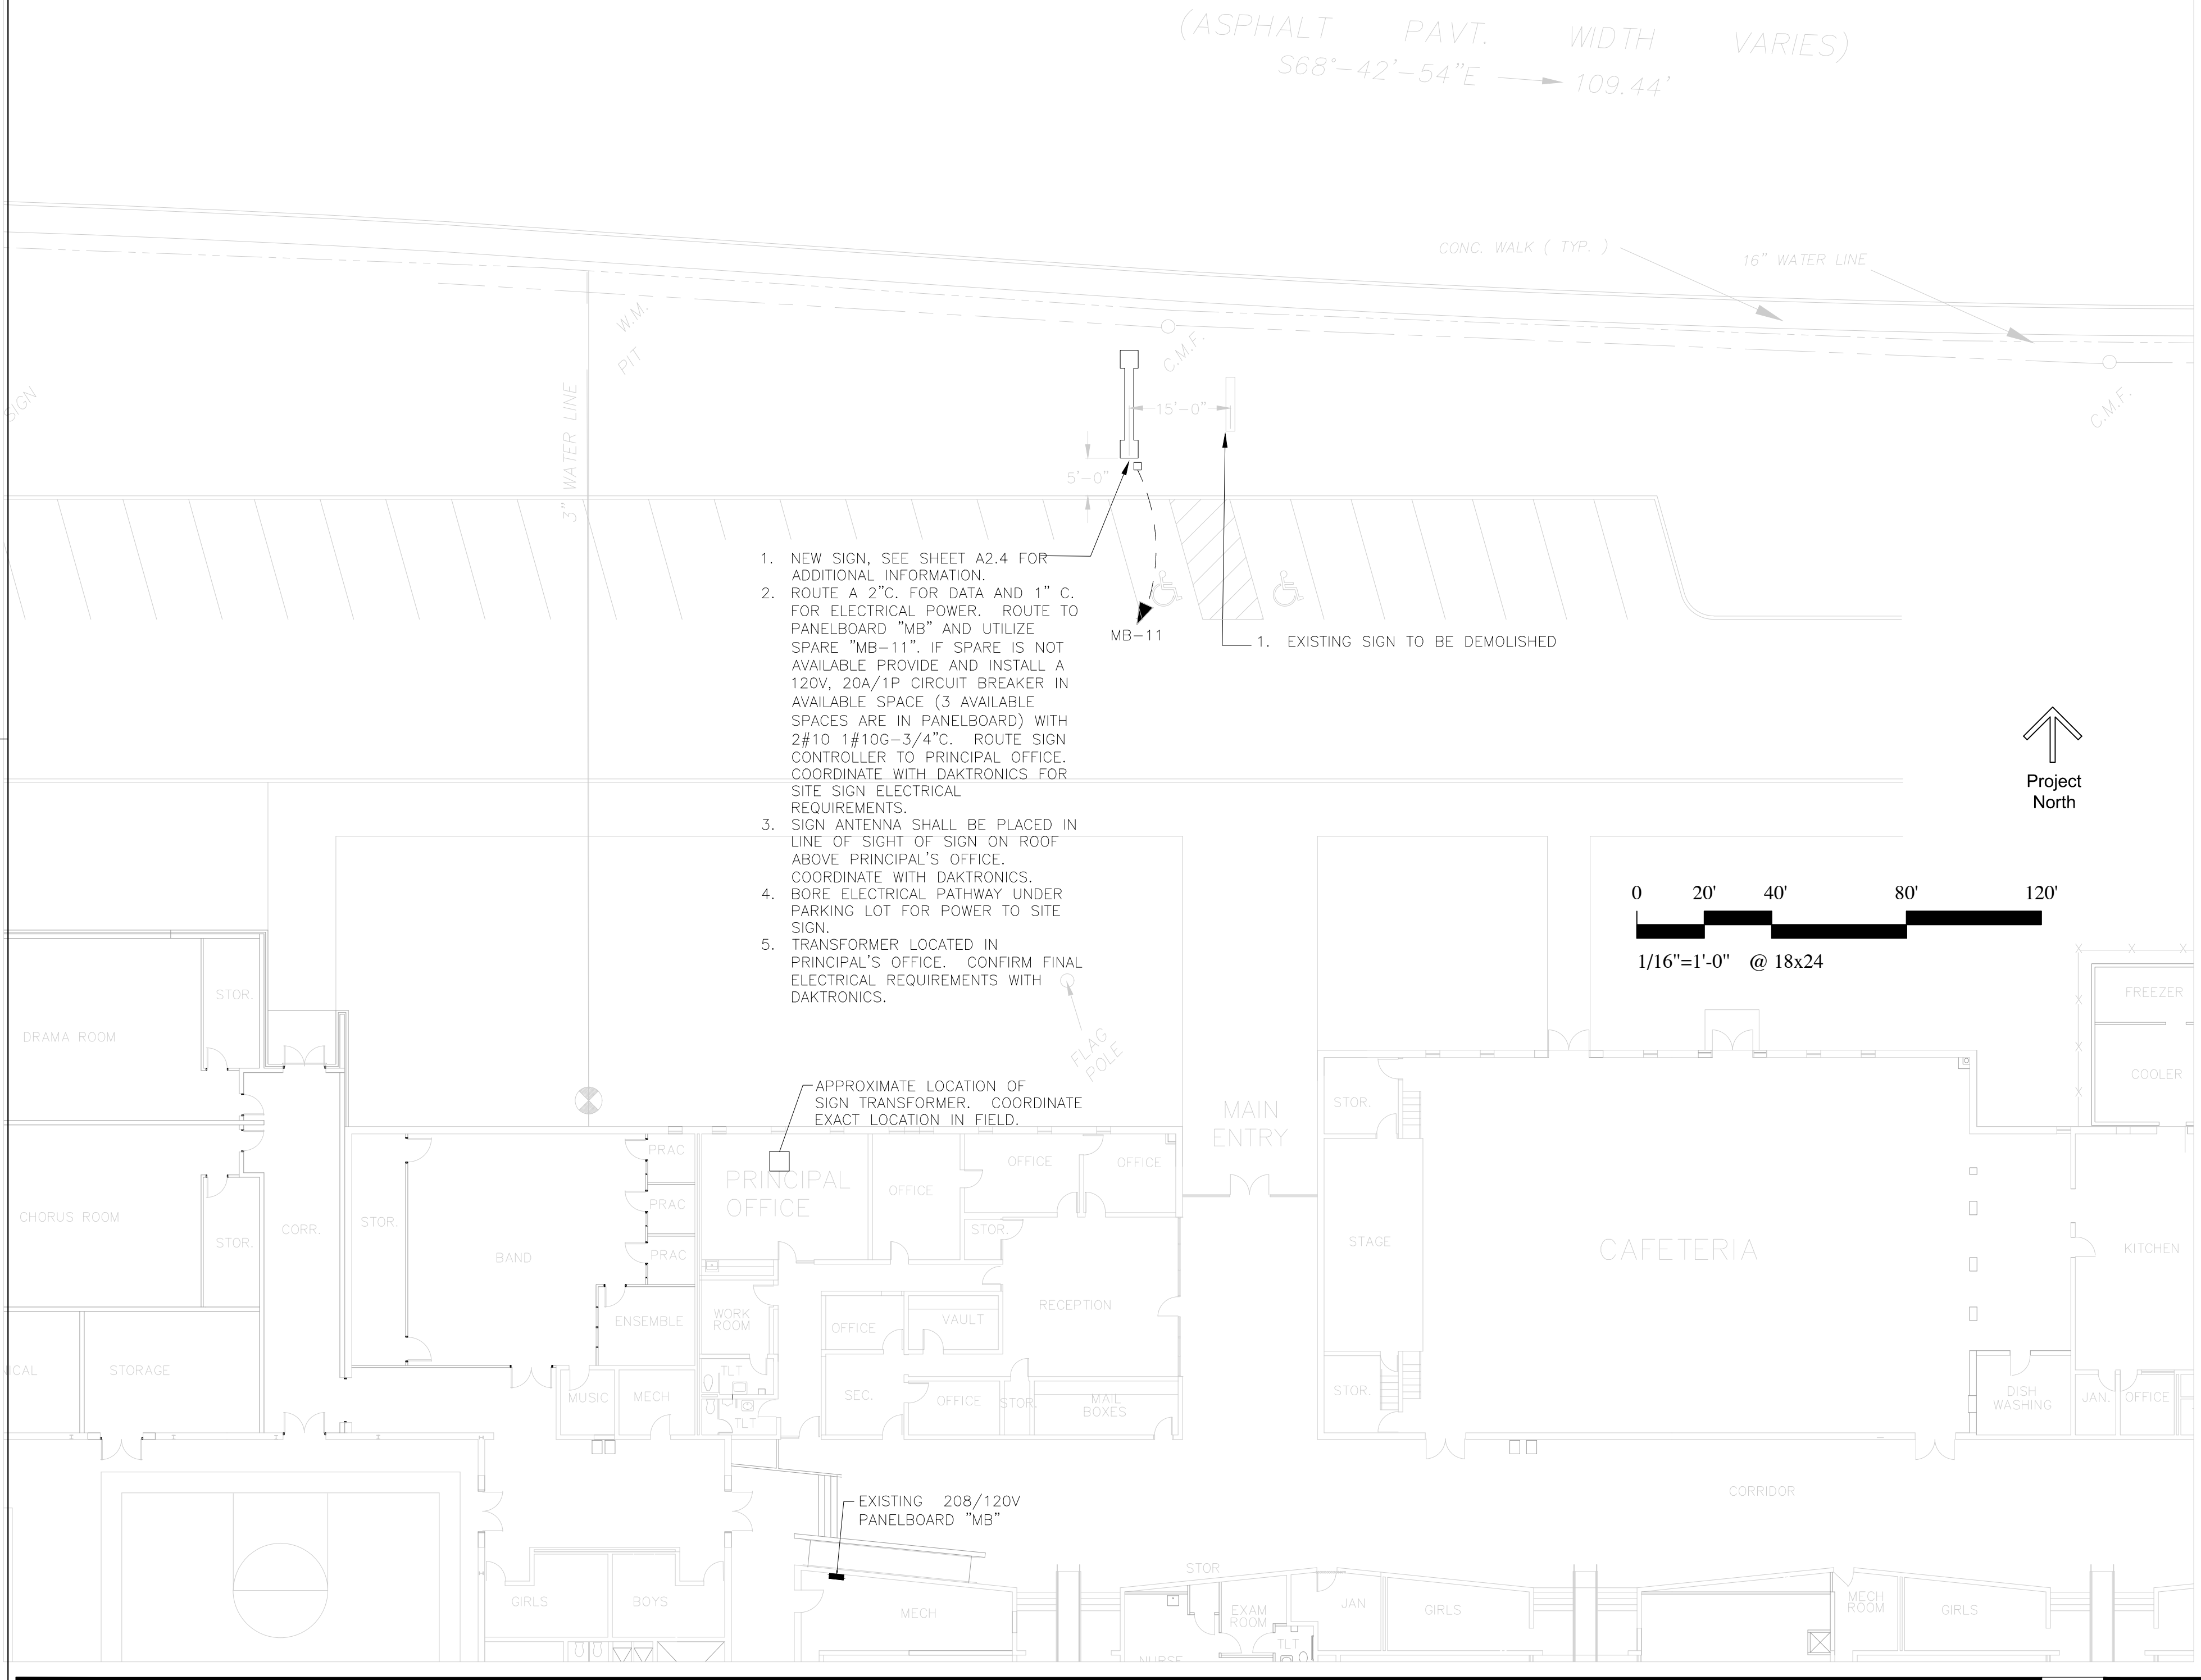 (ASPHALT PAVT. WIDTH VARIES)
S68°-42'-54"E 109.44'
CONC. WALK ( TYP. )
16" WATER LINE
W.M.
PIT
C.M.F.
C.M.F.
SIGN
3" WATER LINE
15'-0"
5'-0"
1. NEW SIGN, SEE SHEET A2.4 FOR
ADDITIONAL INFORMATION.
2. ROUTE A 2"C. FOR DATA AND 1" C.
FOR ELECTRICAL POWER. ROUTE TO
PANELBOARD "MB" AND UTILIZE
SPARE "MB-11". IF SPARE IS NOT
AVAILABLE PROVIDE AND INSTALL A
120V, 20A/1P CIRCUIT BREAKER IN
AVAILABLE SPACE (3 AVAILABLE
SPACES ARE IN PANELBOARD) WITH
2#10 1#10G-3/4"C. ROUTE SIGN
CONTROLLER TO PRINCIPAL OFFICE.
COORDINATE WITH DAKTRONICS FOR
SITE SIGN ELECTRICAL
REQUIREMENTS.
3. SIGN ANTENNA SHALL BE PLACED IN
LINE OF SIGHT OF SIGN ON ROOF
ABOVE PRINCIPAL'S OFFICE.
COORDINATE WITH DAKTRONICS.
4. BORE ELECTRICAL PATHWAY UNDER
PARKING LOT FOR POWER TO SITE
SIGN.
5. TRANSFORMER LOCATED IN
PRINCIPAL'S OFFICE. CONFIRM FINAL
ELECTRICAL REQUIREMENTS WITH
DAKTRONICS.
MB-11
1. EXISTING SIGN TO BE DEMOLISHED
Project
North
0 20' 40' 80' 120'
1/16"=1'-0" @ 18x24
FLAG
POLE
APPROXIMATE LOCATION OF
SIGN TRANSFORMER. COORDINATE
EXACT LOCATION IN FIELD.
STOR.
DRAMA ROOM
FREEZER
COOLER
STOR.
MAIN
ENTRY
PRAC
PRAC
PRAC
PRINCIPAL
OFFICE
OFFICE
OFFICE
OFFICE
CHORUS ROOM
STOR.
CORR.
STOR.
BAND
STOR.
STAGE
CAFETERIA
KITCHEN
ENSEMBLE
WORK
ROOM
OFFICE
VAULT
RECEPTION
STORAGE
MUSIC
MECH
TLT
TLT
SEC.
OFFICE
STOR.
MAIL
BOXES
STOR.
DISH
WASHING
JAN.
OFFICE
EXISTING 208/120V
PANELBOARD "MB"
CORRIDOR
GIRLS
BOYS
MECH
STOR
EXAM
ROOM
JAN
GIRLS
MECH
ROOM
GIRLS
TLT
NURSE